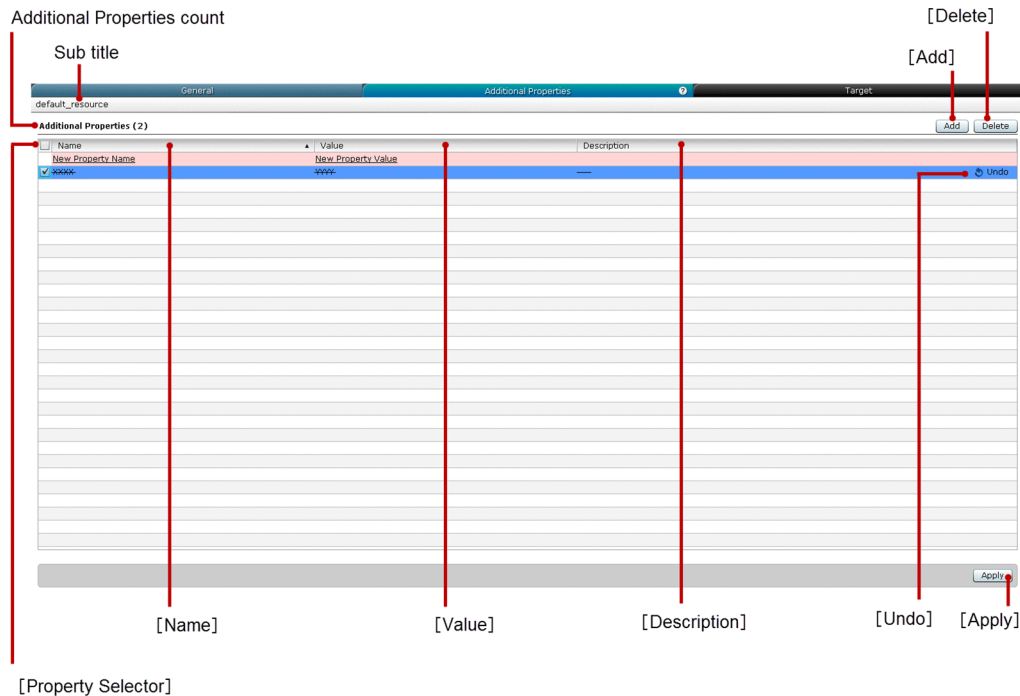 Additional Properties count
[Delete]
Sub title
[Add]
General
Additional Properties
?
Target
default_resource
Additional Properties (2)
Add
Delete
Name
Value
Description
New Property Name
New Property Value
XXXX
YYYY
Undo
Apply
[Name]
[Value]
[Description]
[Undo]
[Apply]
[Property Selector]